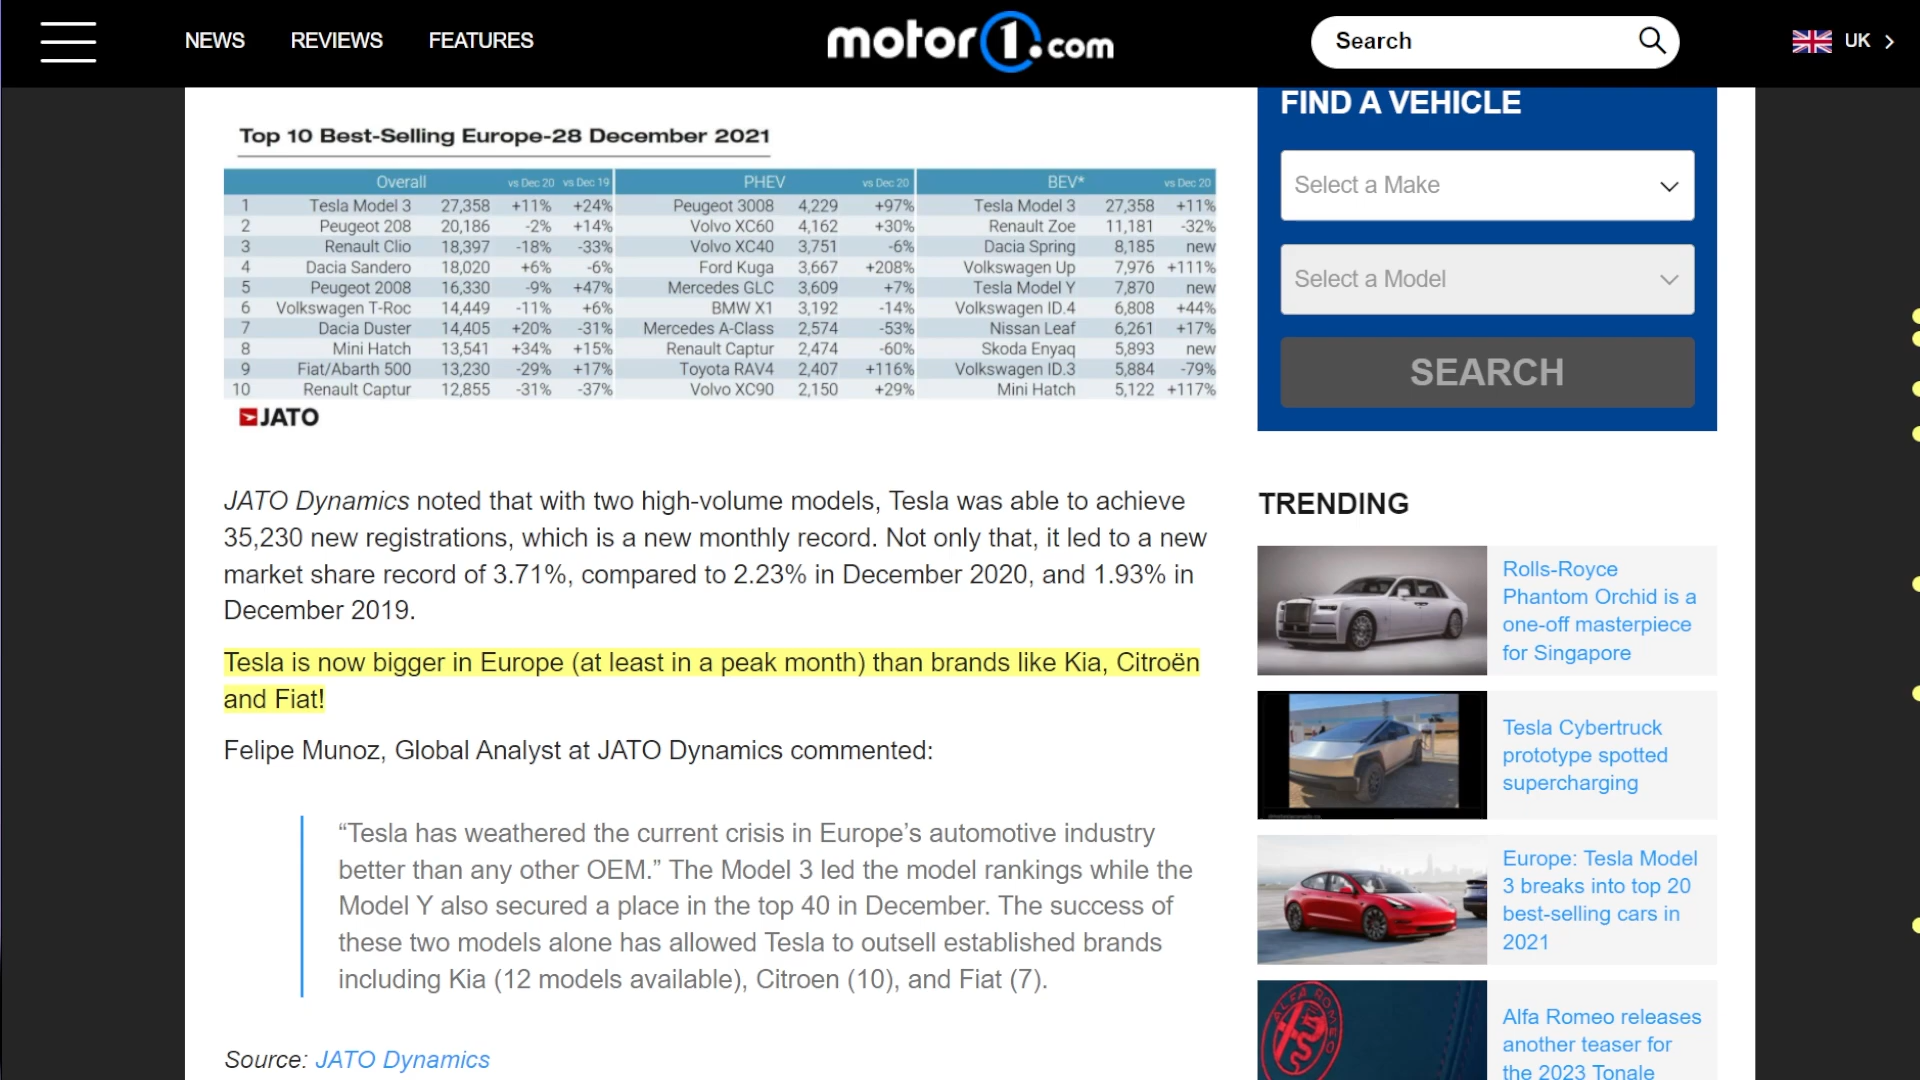 NEWS REVIEWS FEATURES motor1.com Search UK
Top 10 Best-Selling Europe-28 December 2021
Overall vs Dec 20 vs Dec 19 PHEV vs Dec 20 BEV* vs Dec 20
1 Tesla Model 3 27,358 +11% +24% Peugeot 3008 4,229 +97% Tesla Model 3 27,358 +11%
2 Peugeot 208 20,186 -2% +14% Volvo XC60 4,162 +30% Renault Zoe 11,181 -32%
3 Renault Clio 18,397 -18% -33% Volvo XC40 3,751 -6% Dacia Spring 8,185 new
4 Dacia Sandero 18,020 +6% -6% Ford Kuga 3,667 +208% Volkswagen Up 7,976 +111%
5 Peugeot 2008 16,330 -9% +47% Mercedes GLC 3,609 +7% Tesla Model Y 7,870 new
6 Volkswagen T-Roc 14,449 -11% +6% BMW X1 3,192 -14% Volkswagen ID.4 6,808 +44%
7 Dacia Duster 14,405 +20% -31% Mercedes A-Class 2,574 -53% Nissan Leaf 6,261 +17%
8 Mini Hatch 13,541 +34% +15% Renault Captur 2,474 -60% Skoda Enyaq 5,893 new
9 Fiat/Abarth 500 13,230 -29% +17% Toyota RAV4 2,407 +116% Volkswagen ID.3 5,884 -79%
10 Renault Captur 12,855 -31% -37% Volvo XC90 2,150 +29% Mini Hatch 5,122 +117%
JATO
JATO Dynamics noted that with two high-volume models, Tesla was able to achieve
35,230 new registrations, which is a new monthly record. Not only that, it led to a new
market share record of 3.71%, compared to 2.23% in December 2020, and 1.93% in
December 2019.
Tesla is now bigger in Europe (at least in a peak month) than brands like Kia, Citroën
and Fiat!
Felipe Munoz, Global Analyst at JATO Dynamics commented:
“Tesla has weathered the current crisis in Europe’s automotive industry
better than any other OEM.” The Model 3 led the model rankings while the
Model Y also secured a place in the top 40 in December. The success of
these two models alone has allowed Tesla to outsell established brands
including Kia (12 models available), Citroen (10), and Fiat (7).
Source: JATO Dynamics
FIND A VEHICLE
Select a Make
Select a Model
SEARCH
TRENDING
Rolls-Royce
Phantom Orchid is a
one-off masterpiece
for Singapore
Tesla Cybertruck
prototype spotted
supercharging
Europe: Tesla Model
3 breaks into top 20
best-selling cars in
2021
ALFA ROMEO
Alfa Romeo releases
another teaser for
the 2023 Tonale